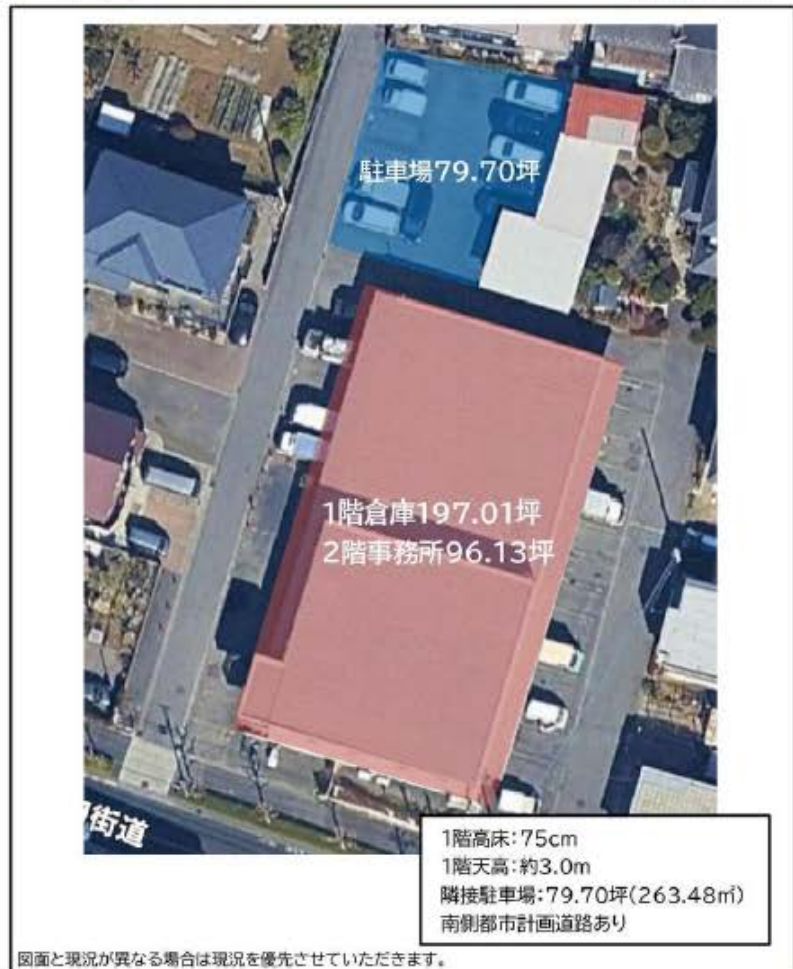 駐車場79.70坪
1階倉庫197.01坪
2階事務所96.13坪
街道
1階高床:75cm
1階天高:約3.0m
隣接駐車場:79.70坪(263.48㎡)
南側都市計画道路あり
図面と現況が異なる場合は現況を優先させていただきます。